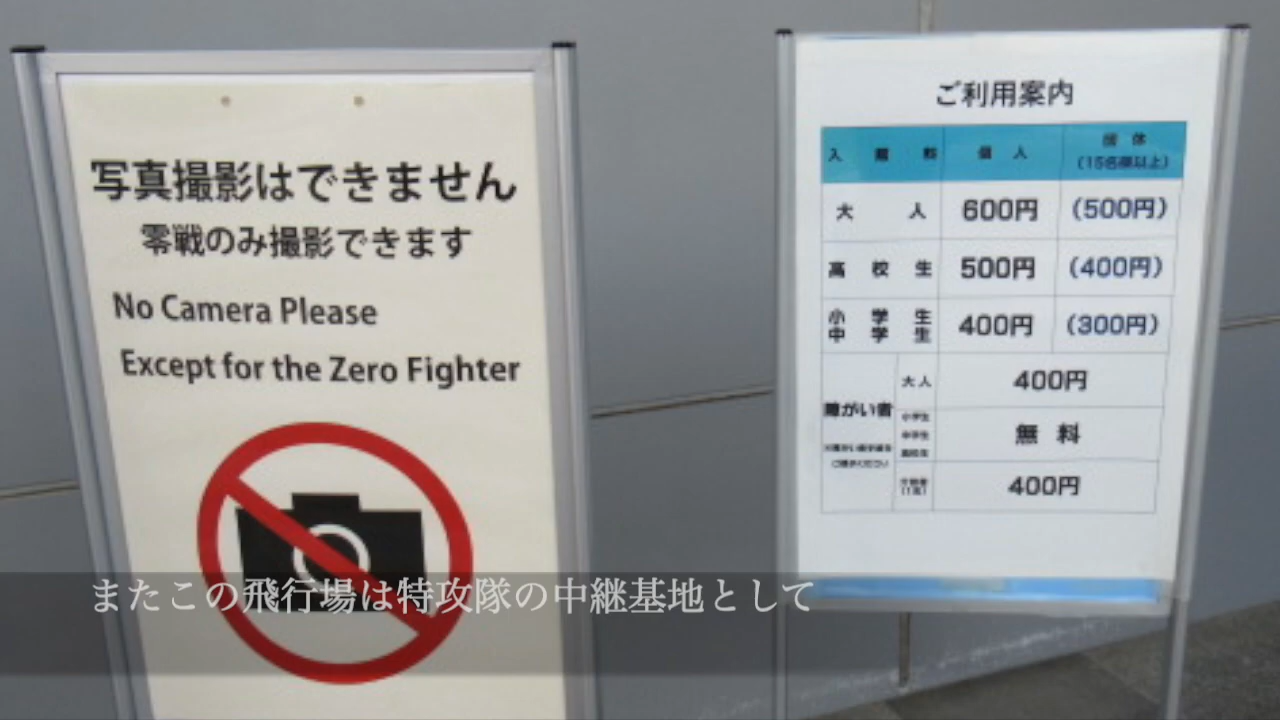 写真撮影はできません
零戦のみ撮影できます
No Camera Please
Except for the Zero Fighter
ご利用案内
入館料 個人 団体
(15名様以上)
大人 600円 (500円)
高校生 500円 (400円)
小学生
中学生 400円 (300円)
障がい者 大人 400円
小学生
中学生
高校生 無料
400円
またこの飛行場は特攻隊の中継基地として